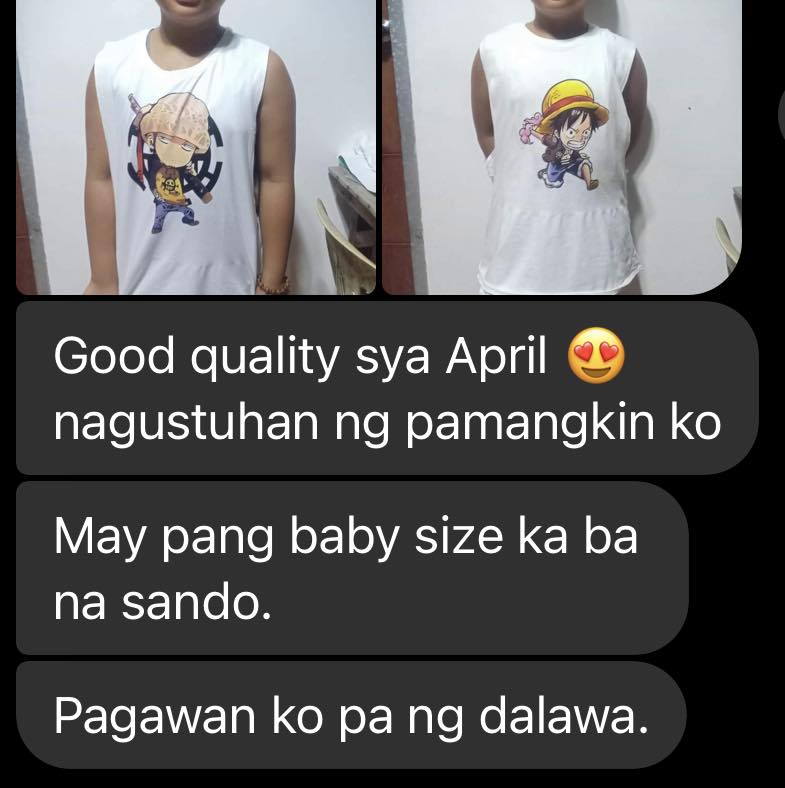 Good quality sya April 😍
nagustuhan ng pamangkin ko
May pang baby size ka ba
na sando.
Pagawan ko pa ng dalawa.